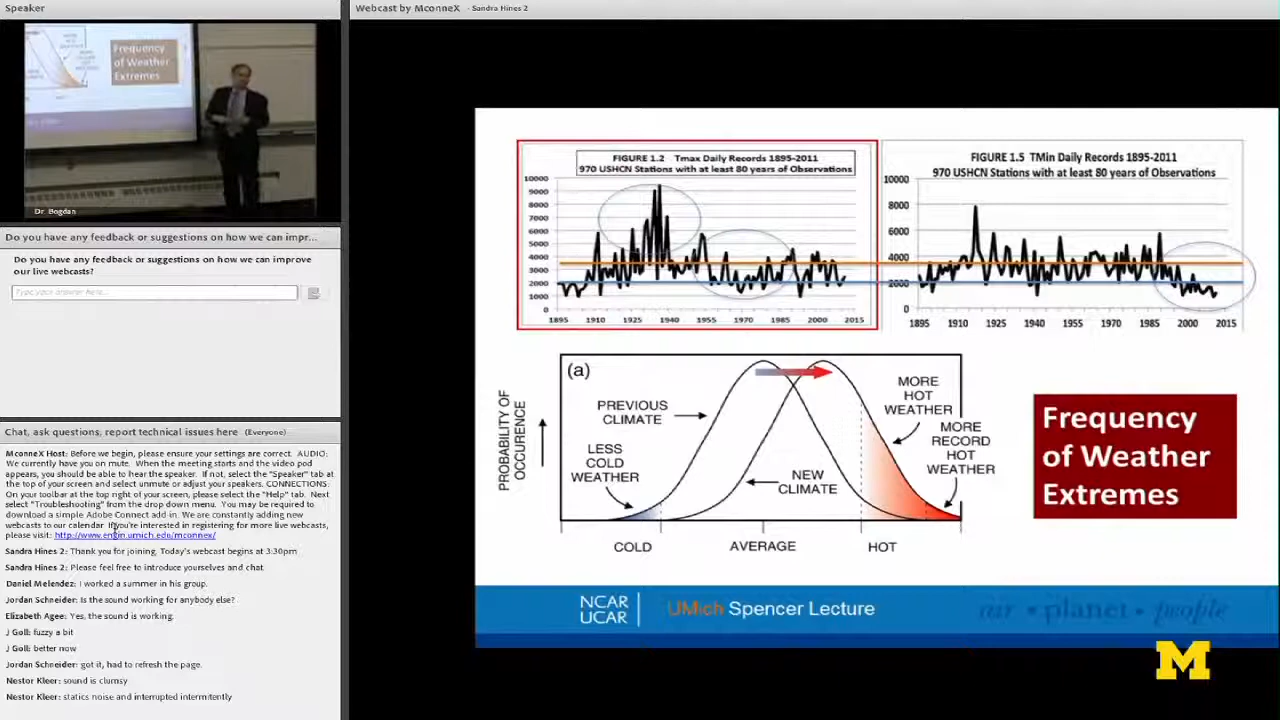 Speaker
Webcast by MconneX - Sandra Hines 2
Frequency
of Weather
Extremes
Dr. Bogdan
Do you have any feedback or suggestions on how we can impr...
Do you have any feedback or suggestions on how we can improve
our live webcasts?
Type your answer here...
Chat, ask questions, report technical issues here (Everyone)
MconneX Host: Before we begin, please ensure your settings are correct. AUDIO:
We currently have you on mute. When the meeting starts and the video pod
appears, you should be able to hear the speaker. If not, select the "Speaker" tab at
the top of your screen and select unmute or adjust your speakers. CONNECTIONS:
On your toolbar at the top right of your screen, please select the "Help" tab. Next
select "Troubleshooting" from the drop down menu. You may be required to
download a simple Adobe Connect add in. We are constantly adding new
webcasts to our calendar. If you're interested in registering for more live webcasts,
please visit: http://www.engin.umich.edu/mconnex/
Sandra Hines 2: Thank you for joining. Today's webcast begins at 3:30pm
Sandra Hines 2: Please feel free to introduce yourselves and chat.
Daniel Melendez: I worked a summer in his group.
Jordan Schneider: Is the sound working for anybody else?
Elizabeth Agee: Yes, the sound is working.
J Goll: fuzzy a bit
J Goll: better now
Jordan Schneider: got it, had to refresh the page.
Nestor Kleer: sound is clumsy
Nestor Kleer: statics noise and interrupted intermitently
FIGURE 1.2 Tmax Daily Records 1895-2011
970 USHCN Stations with at least 80 years of Observations
10000
9000
8000
7000
6000
5000
4000
3000
2000
1000
0
1895 1910 1925 1940 1955 1970 1985 2000 2015
FIGURE 1.5 TMin Daily Records 1895-2011
970 USHCN Stations with at least 80 years of Observations
10000
8000
6000
4000
2000
0
1895 1910 1925 1940 1955 1970 1985 2000 2015
(a)
PROBABILITY OF
OCCURENCE
PREVIOUS
CLIMATE
LESS
COLD
WEATHER
NEW
CLIMATE
MORE
HOT
WEATHER
MORE
RECORD
HOT
WEATHER
COLD AVERAGE HOT
Frequency
of Weather
Extremes
NCAR
UCAR
UMich Spencer Lecture
air • planet • people
M